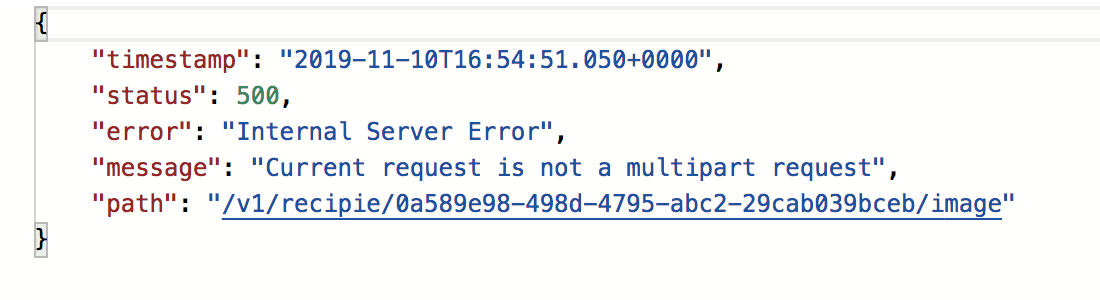 {
"timestamp": "2019-11-10T16:54:51.050+0000",
"status": 500,
"error": "Internal Server Error",
"message": "Current request is not a multipart request",
"path": "/v1/recipie/0a589e98-498d-4795-abc2-29cab039bceb/image"
}